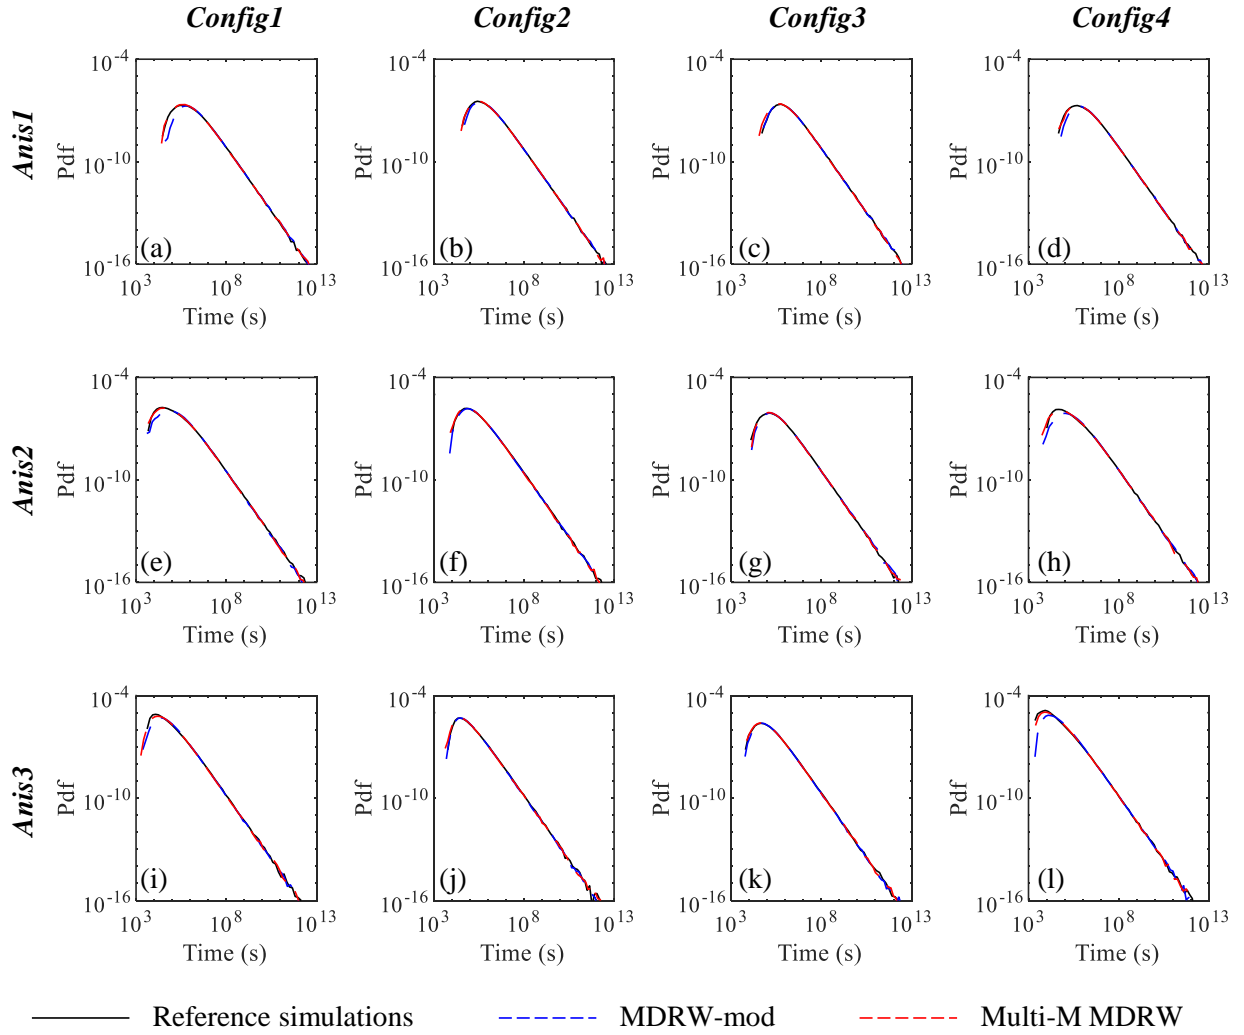 Config1 Config2 Config3 Config4
Anis1
10^-4 10^-4 10^-4 10^-4
Pdf Pdf Pdf Pdf
10^-10 10^-10 10^-10 10^-10
(a) (b) (c) (d)
10^-16 10^-16 10^-16 10^-16
10^3 10^8 10^13 10^3 10^8 10^13 10^3 10^8 10^13 10^3 10^8 10^13
Time (s) Time (s) Time (s) Time (s)
Anis2
10^-4 10^-4 10^-4 10^-4
Pdf Pdf Pdf Pdf
10^-10 10^-10 10^-10 10^-10
(e) (f) (g) (h)
10^-16 10^-16 10^-16 10^-16
10^3 10^8 10^13 10^3 10^8 10^13 10^3 10^8 10^13 10^3 10^8 10^13
Time (s) Time (s) Time (s) Time (s)
Anis3
10^-4 10^-4 10^-4 10^-4
Pdf Pdf Pdf Pdf
10^-10 10^-10 10^-10 10^-10
(i) (j) (k) (l)
10^-16 10^-16 10^-16 10^-16
10^3 10^8 10^13 10^3 10^8 10^13 10^3 10^8 10^13 10^3 10^8 10^13
Time (s) Time (s) Time (s) Time (s)
Reference simulations MDRW-mod Multi-M MDRW